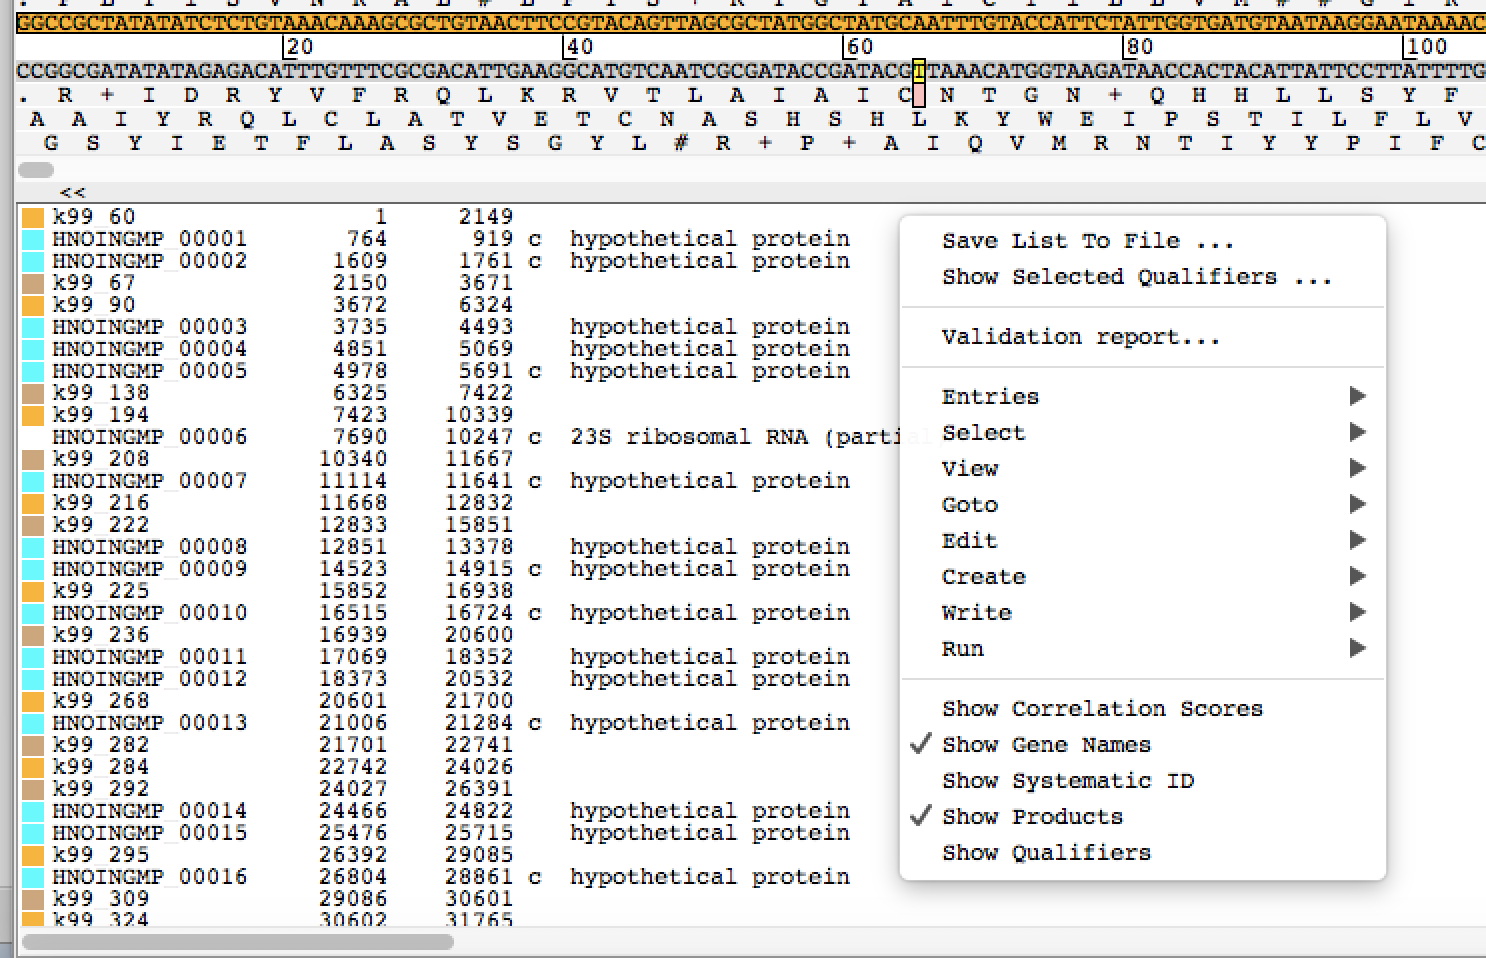 GGCCGCTATATATCTCTGTAAACAAAGCGCTGTAACTTCCGTACAGTTAGCGCTATGGCTATGCAATTTGTACCATTCTATTGGTGATGTAATAAGGAATAAAAC
20 40 60 80 100
CCGGCGATATATAGAGACATTTGTTTCGCGACATTGAAGGCATGTCAATCGCGATACCGATACGTTAAACATGGTAAGATAACCACTACATTATTCCTTATTTTG
. R + I D R Y V F R Q L K R V T L A I A I C N T G N + Q H H L L S Y F
A A I Y R Q L C L A T V E T C N A S H S H L K Y W E I P S T I L F L V
G S Y I E T F L A S Y S G Y L # R + P + A I Q V M R N T I Y Y P I F C
<<
k99_60 1 2149
HNOINGMP_00001 764 919 c hypothetical protein
HNOINGMP_00002 1609 1761 c hypothetical protein
k99_67 2150 3671
k99_90 3672 6324
HNOINGMP_00003 3735 4493 hypothetical protein
HNOINGMP_00004 4851 5069 hypothetical protein
HNOINGMP_00005 4978 5691 c hypothetical protein
k99_138 6325 7422
k99_194 7423 10339
HNOINGMP_00006 7690 10247 c 23S ribosomal RNA (partial
k99_208 10340 11667
HNOINGMP_00007 11114 11641 c hypothetical protein
k99_216 11668 12832
k99_222 12833 15851
HNOINGMP_00008 12851 13378 hypothetical protein
HNOINGMP_00009 14523 14915 c hypothetical protein
k99_225 15852 16938
HNOINGMP_00010 16515 16724 c hypothetical protein
k99_236 16939 20600
HNOINGMP_00011 17069 18352 hypothetical protein
HNOINGMP_00012 18373 20532 hypothetical protein
k99_268 20601 21700
HNOINGMP_00013 21006 21284 c hypothetical protein
k99_282 21701 22741
k99_284 22742 24026
k99_292 24027 26391
HNOINGMP_00014 24466 24822 hypothetical protein
HNOINGMP_00015 25476 25715 hypothetical protein
k99_295 26392 29085
HNOINGMP_00016 26804 28861 c hypothetical protein
k99_309 29086 30601
k99_324 30602 31765
Save List To File ...
Show Selected Qualifiers ...
Validation report...
Entries
Select
View
Goto
Edit
Create
Write
Run
Show Correlation Scores
Show Gene Names
Show Systematic ID
Show Products
Show Qualifiers